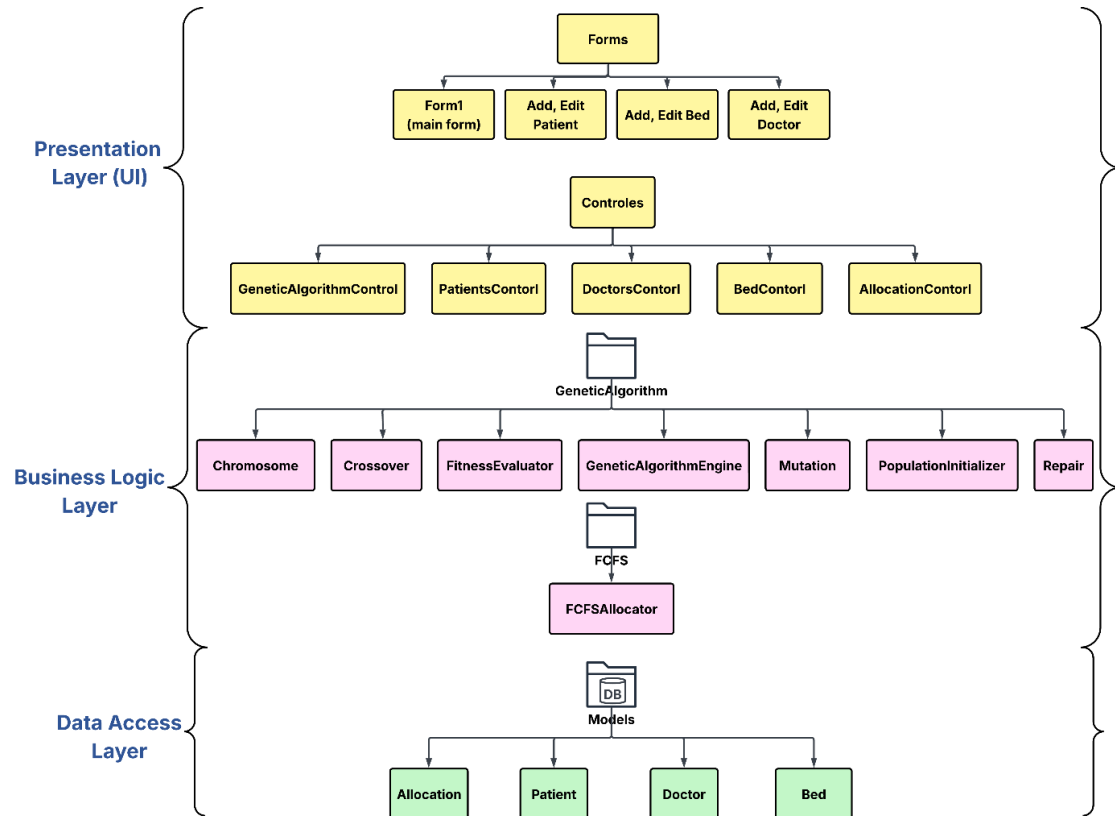 Forms
Form1
(main form)
Add, Edit
Patient
Add, Edit Bed
Add, Edit
Doctor
Presentation
Layer (UI)
Controles
GeneticAlgorithmControl
PatientsContorl
DoctorsContorl
BedContorl
AllocationContorl
GeneticAlgorithm
Chromosome
Crossover
FitnessEvaluator
GeneticAlgorithmEngine
Mutation
PopulationInitializer
Repair
Business Logic
Layer
FCFS
FCFSAllocator
DB
Models
Data Access
Layer
Allocation
Patient
Doctor
Bed